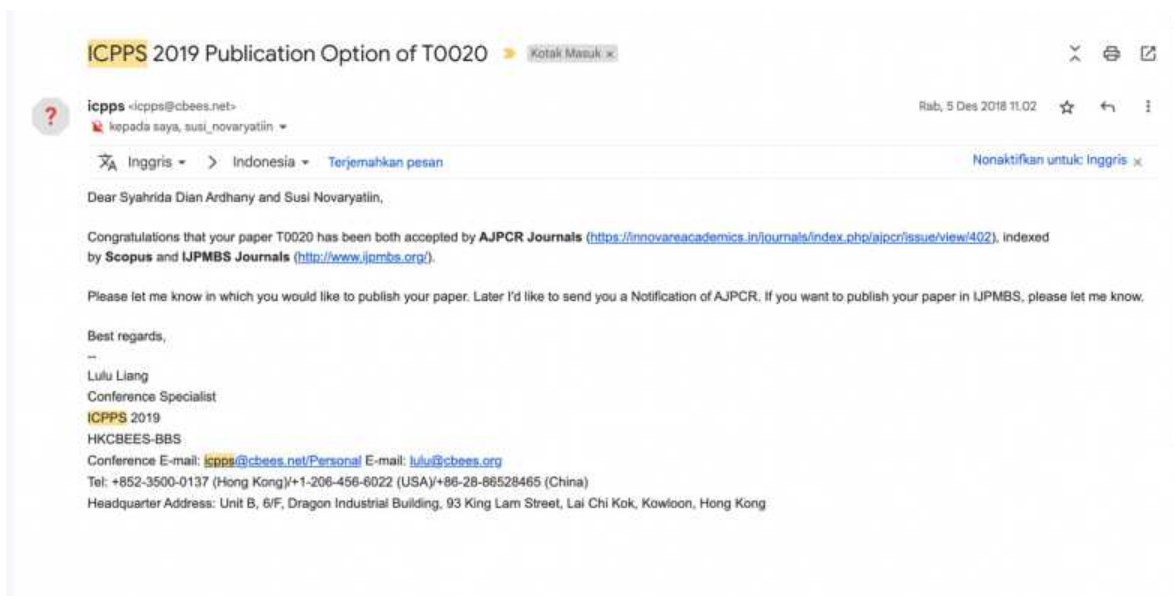 ICPPS 2019 Publication Option of T0020 Kotak Masuk ×
icpps <icpps@cbees.net> Rab, 5 Des 2018 11.02
kepada saya, susi_novaryatiin
Inggris > Indonesia Terjemahkan pesan Nonaktifkan untuk: Inggris ×
Dear Syahrida Dian Ardhany and Susi Novaryatiin,
Congratulations that your paper T0020 has been both accepted by AJPCR Journals (https://innovareacademics.in/journals/index.php/ajpcr/issue/view/402), indexed
by Scopus and IJPMBS Journals (http://www.ijpmbs.org/).
Please let me know in which you would like to publish your paper. Later I'd like to send you a Notification of AJPCR. If you want to publish your paper in IJPMBS, please let me know.
Best regards,
--
Lulu Liang
Conference Specialist
ICPPS 2019
HKCBEES-BBS
Conference E-mail: icpps@cbees.net/Personal E-mail: lulu@cbees.org
Tel: +852-3500-0137 (Hong Kong)/+1-206-456-6022 (USA)/+86-28-86528465 (China)
Headquarter Address: Unit B, 6/F, Dragon Industrial Building, 93 King Lam Street, Lai Chi Kok, Kowloon, Hong Kong